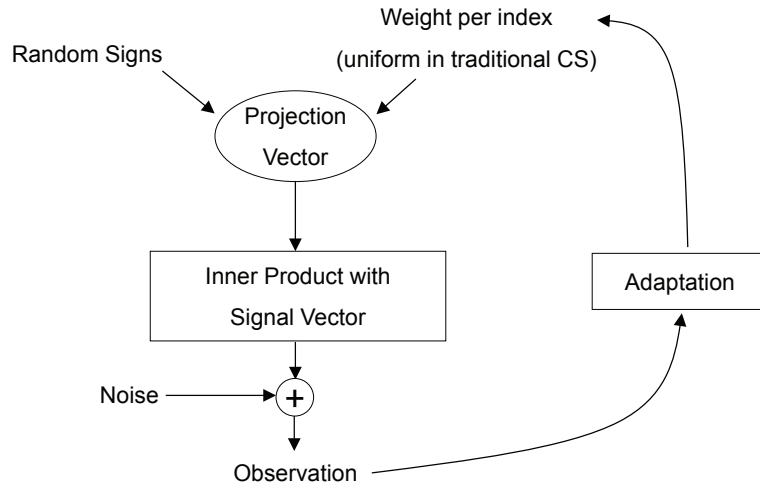 Weight per index
(uniform in traditional CS)
Random Signs
Projection
Vector
Inner Product with
Signal Vector
Adaptation
Noise
+
Observation